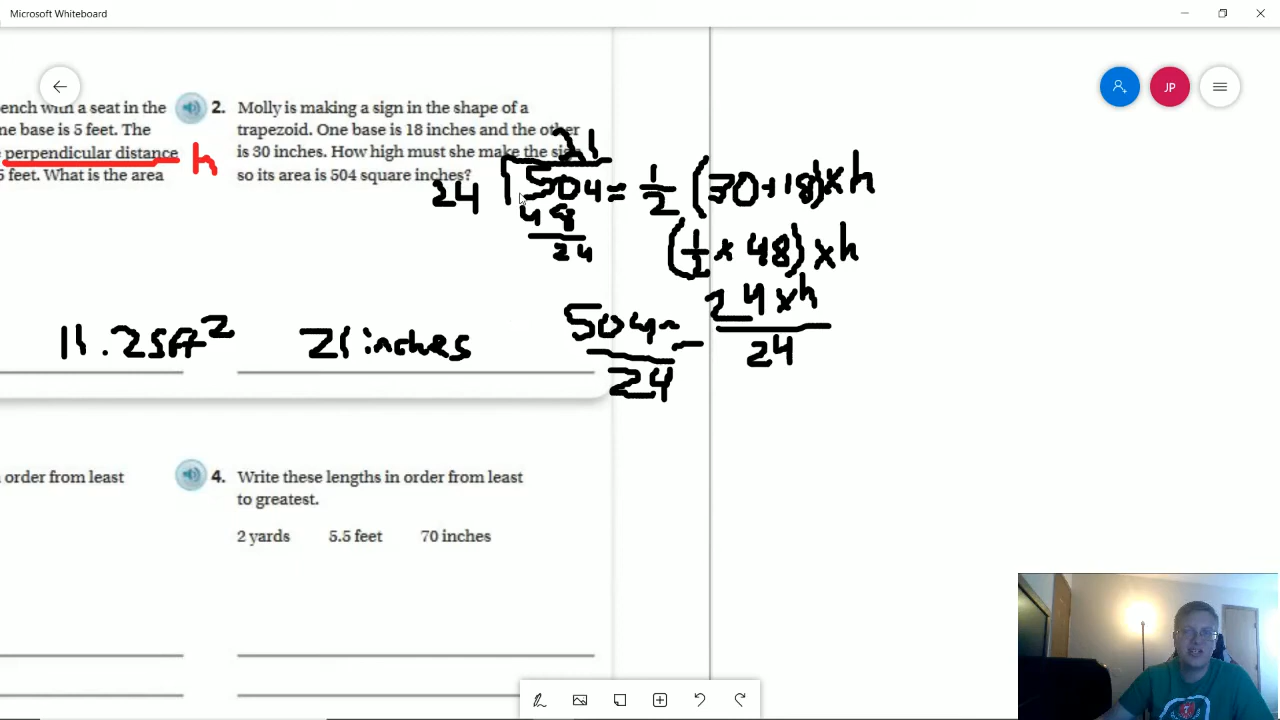 Microsoft Whiteboard
JP
ench with a seat in the
ne base is 5 feet. The
perpendicular distance h
5 feet. What is the area
2. Molly is making a sign in the shape of a
trapezoid. One base is 18 inches and the other
is 30 inches. How high must she make the sign
so its area is 504 square inches?
21
24 504 = 1/2 (30+18)×h
48
24
(1/2 × 48)×h
24×h
504 = 24
24
11.25ft² 21 inches
order from least
4. Write these lengths in order from least
to greatest.
2 yards 5.5 feet 70 inches